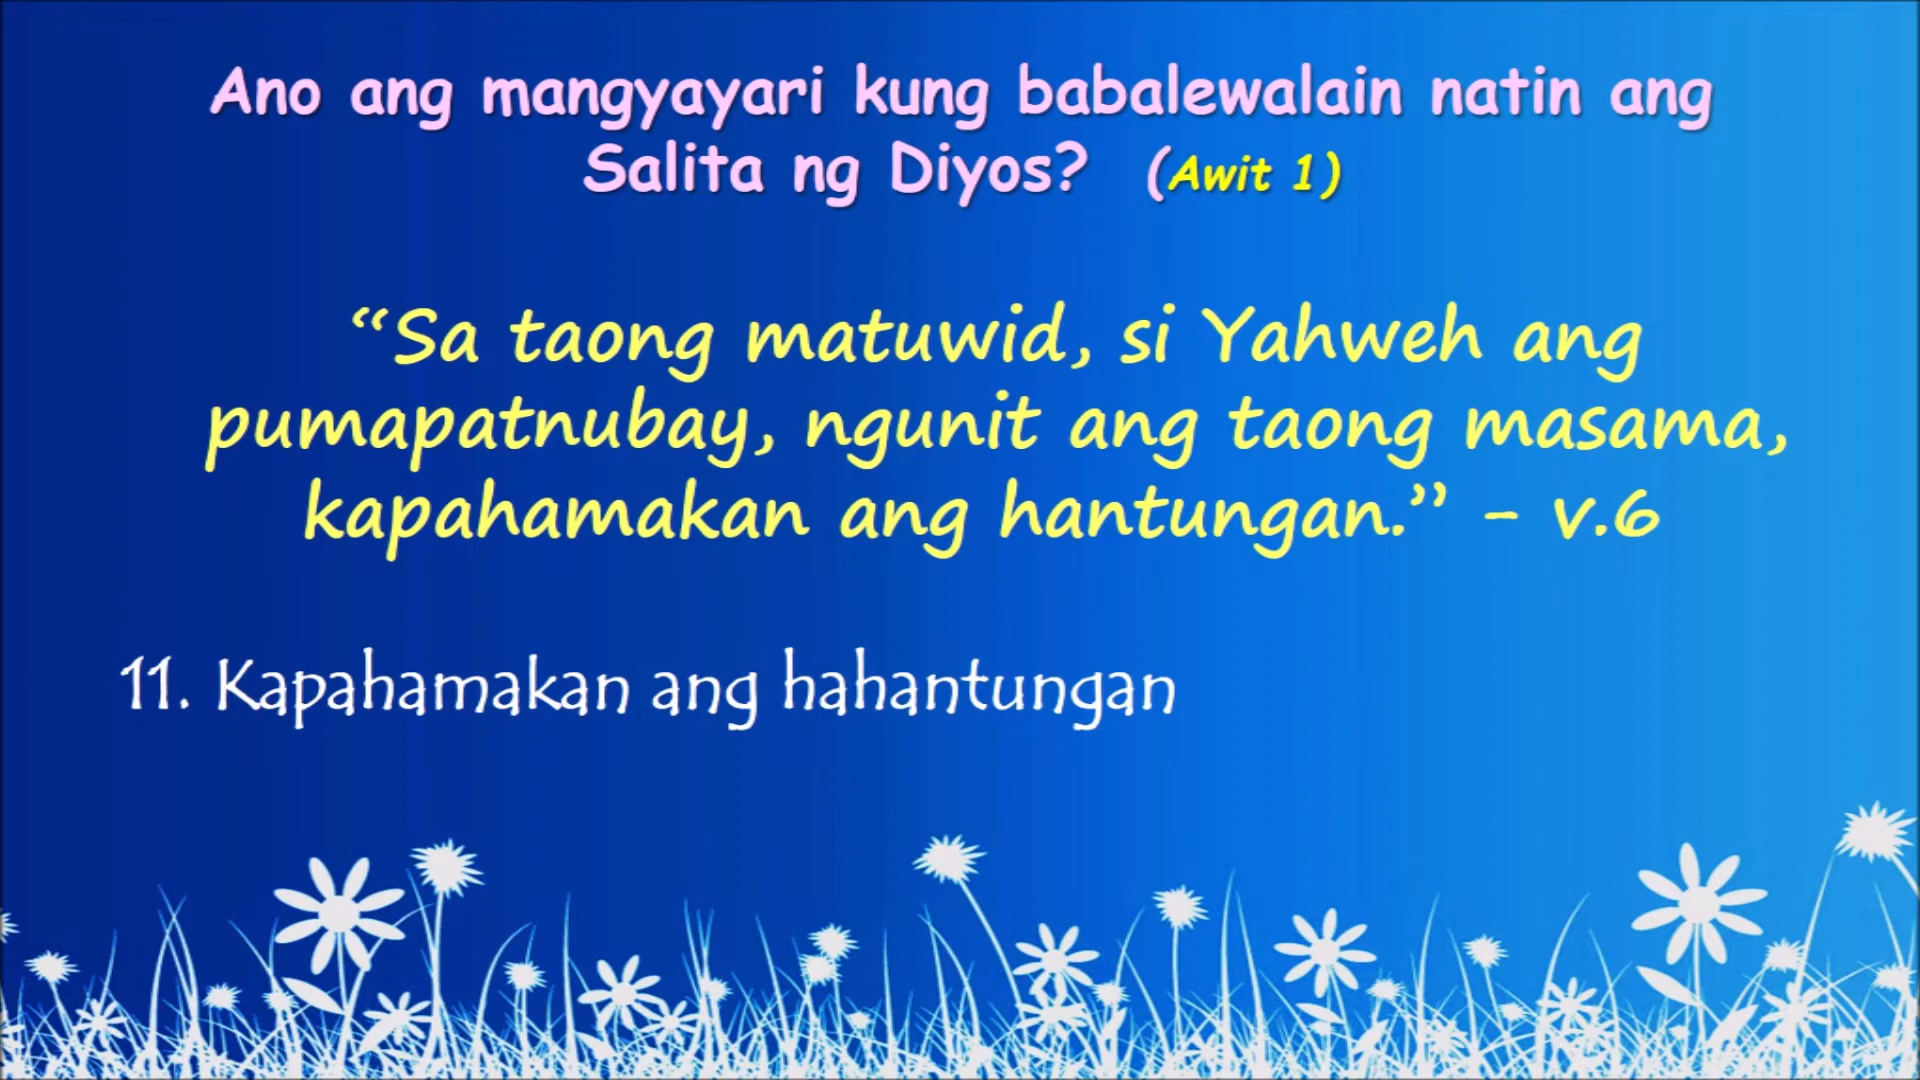 Ano ang mangyayari kung babalewalain natin ang
Salita ng Diyos? (Awit 1)
“Sa taong matuwid, si Yahweh ang
pumapatnubay, ngunit ang taong masama,
kapahamakan ang hantungan.” – v.6
11. Kapahamakan ang hahantungan